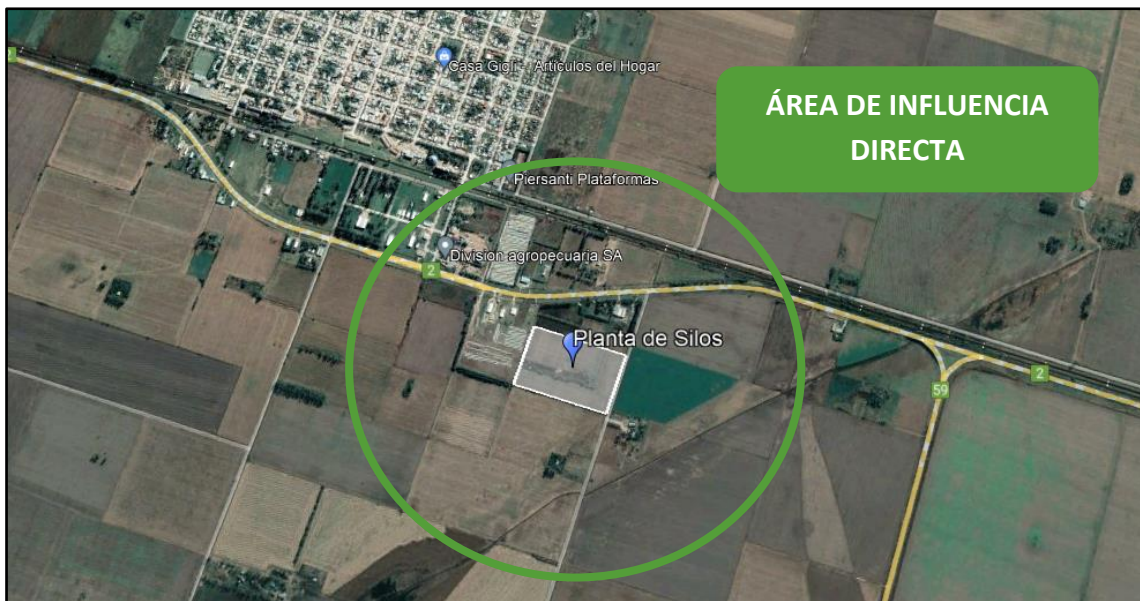 Casa Gigli - Artículos del Hogar
ÁREA DE INFLUENCIA
DIRECTA
Piersanti Plataformas
División agropecuaria SA
2
Planta de Silos
2
59